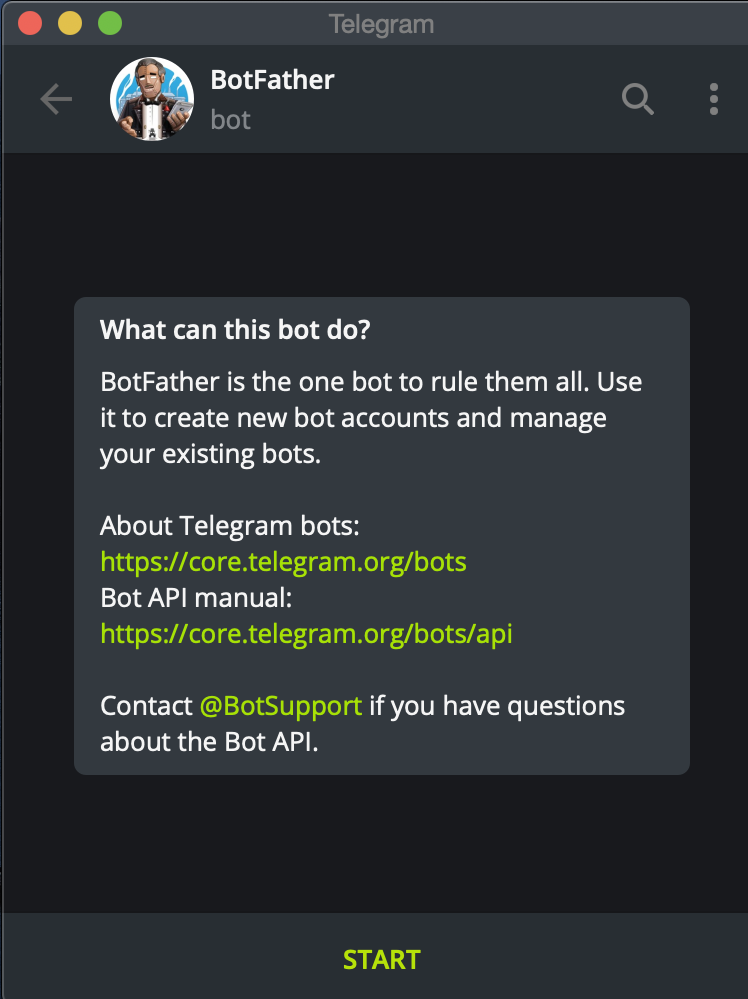 Telegram
BotFather
bot
What can this bot do?
BotFather is the one bot to rule them all. Use
it to create new bot accounts and manage
your existing bots.
About Telegram bots:
https://core.telegram.org/bots
Bot API manual:
https://core.telegram.org/bots/api
Contact @BotSupport if you have questions
about the Bot API.
START